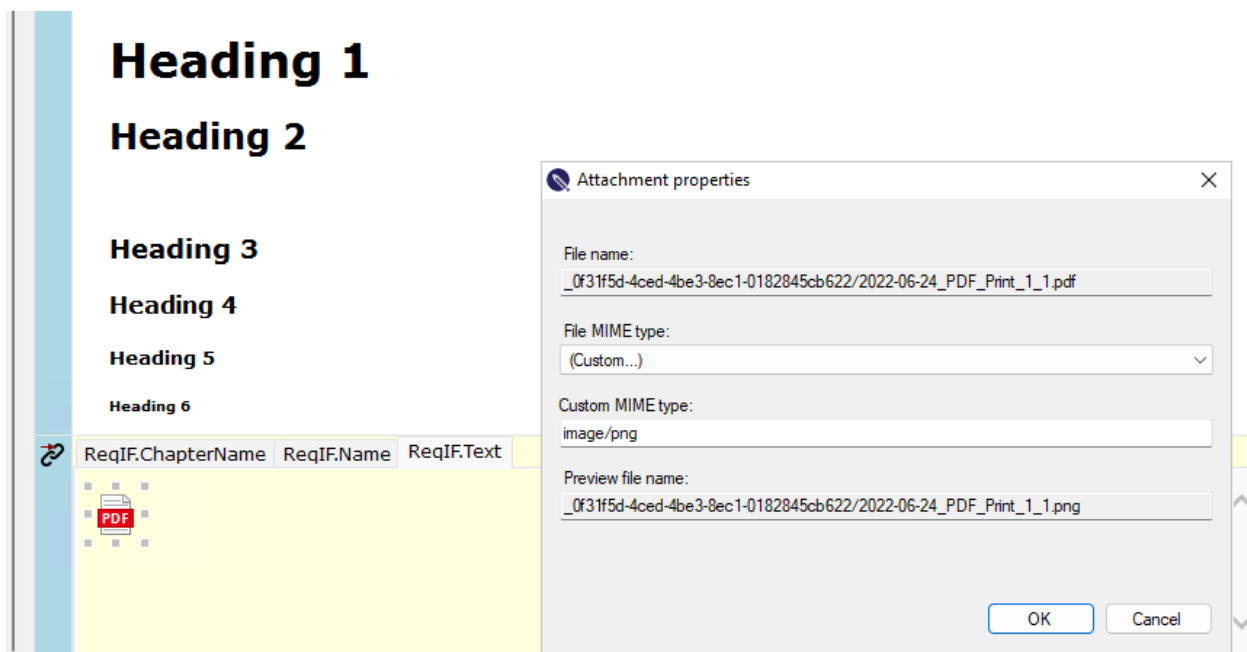 Heading 1
Heading 2
Heading 3
Heading 4
Heading 5
Heading 6
ReqIF.ChapterName ReqIF.Name ReqIF.Text
PDF
Attachment properties
File name:
_0f31f5d-4ced-4be3-8ec1-0182845cb622/2022-06-24_PDF_Print_1_1.pdf
File MIME type:
(Custom...)
Custom MIME type:
image/png
Preview file name:
_0f31f5d-4ced-4be3-8ec1-0182845cb622/2022-06-24_PDF_Print_1_1.png
OK Cancel